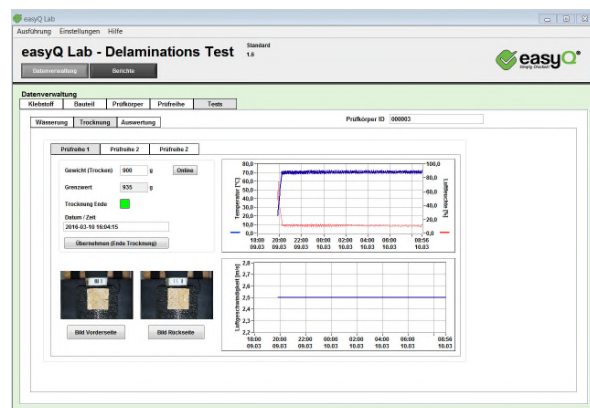 easyQ Lab
Ausführung Einstellungen Hilfe
easyQ Lab - Delaminations Test
Standard
1.6
easyQ
Simply. Checked.
Datenverwaltung Berichte
Datenverwaltung
Klebstoff Bauteil Prüfkörper Prüfreihe Tests
Wässerung Trocknung Auswertung
Prüfkörper ID 000003
Prüfreihe 1 Prüfreihe 2 Prüfreihe 2
Gewicht (Trocken) 900 g Online
Grenzwert 935 g
Trocknung Ende
Datum / Zeit
2016-03-10 16:04:15
Übernehmen (Ende Trocknung)
Bild Vorderseite Bild Rückseite
Temperatur [°C]
80,0
70,0
60,0
50,0
40,0
30,0
20,0
10,0
0,0
100,0
80,0
60,0
40,0
20,0
0,0
Luftfeuchte [%]
18:00 20:00 22:00 00:00 02:00 04:00 06:00 08:56
09.03 09.03 09.03 10.03 10.03 10.03 10.03 10.03
Luftgeschwindigkeit [m/s]
2,8
2,7
2,6
2,5
2,4
2,3
2,2
18:00 20:00 22:00 00:00 02:00 04:00 06:00 08:56
09.03 09.03 09.03 10.03 10.03 10.03 10.03 10.03